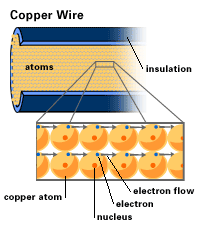 Copper Wire
atoms
insulation
electron flow
copper atom
electron
nucleus